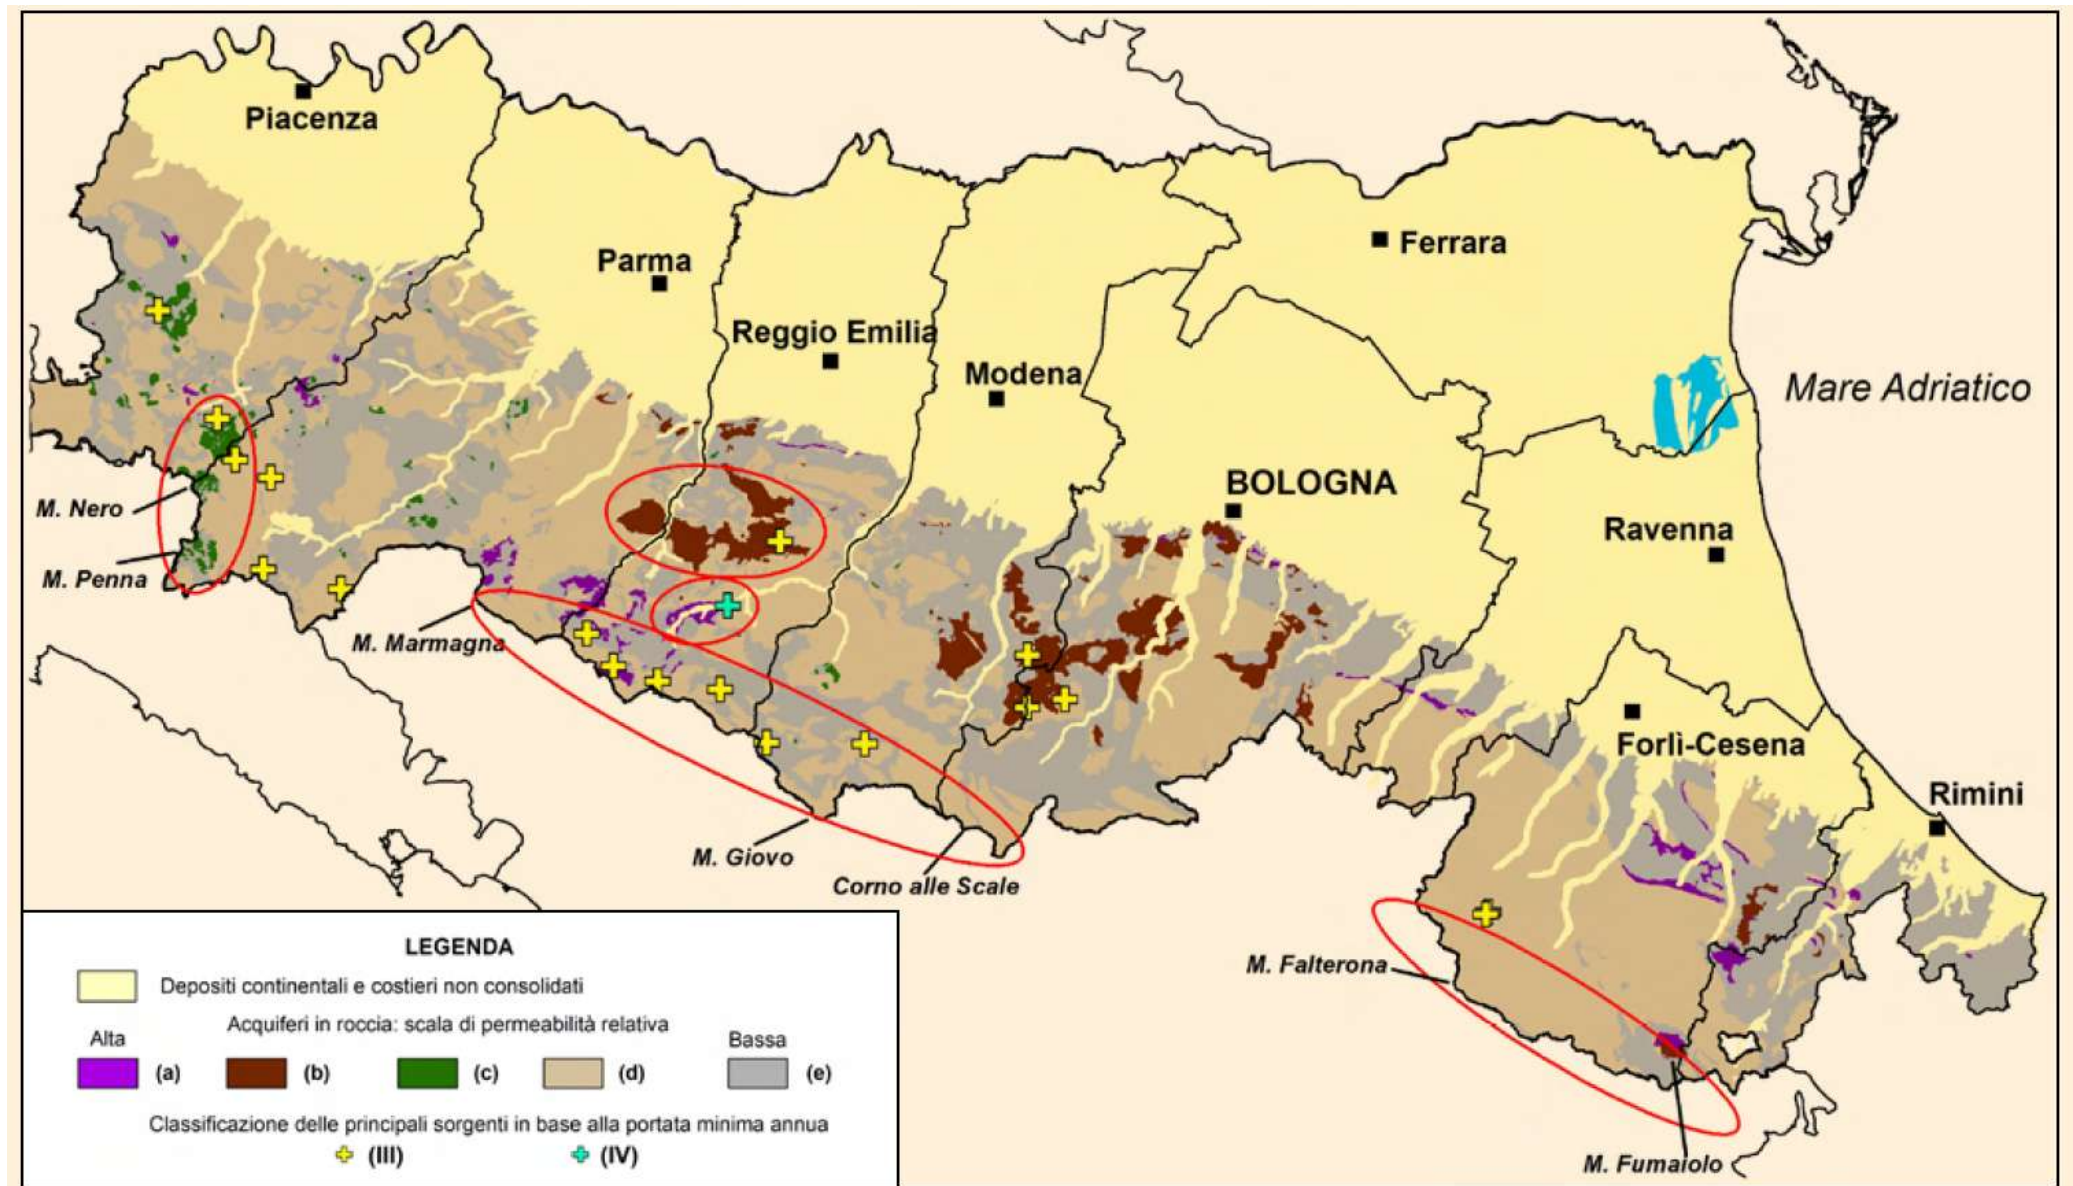 Piacenza
Parma
Ferrara
Reggio Emilia
Modena
Mare Adriatico
BOLOGNA
M. Nero
Ravenna
M. Penna
M. Marmagna
Forlì-Cesena
Rimini
M. Giovo
Corno alle Scale
M. Falterona
M. Fumaiolo
LEGENDA
Depositi continentali e costieri non consolidati
Acquiferi in roccia: scala di permeabilità relativa
Alta
Bassa
(a) (b) (c) (d) (e)
Classificazione delle principali sorgenti in base alla portata minima annua
(III) (IV)